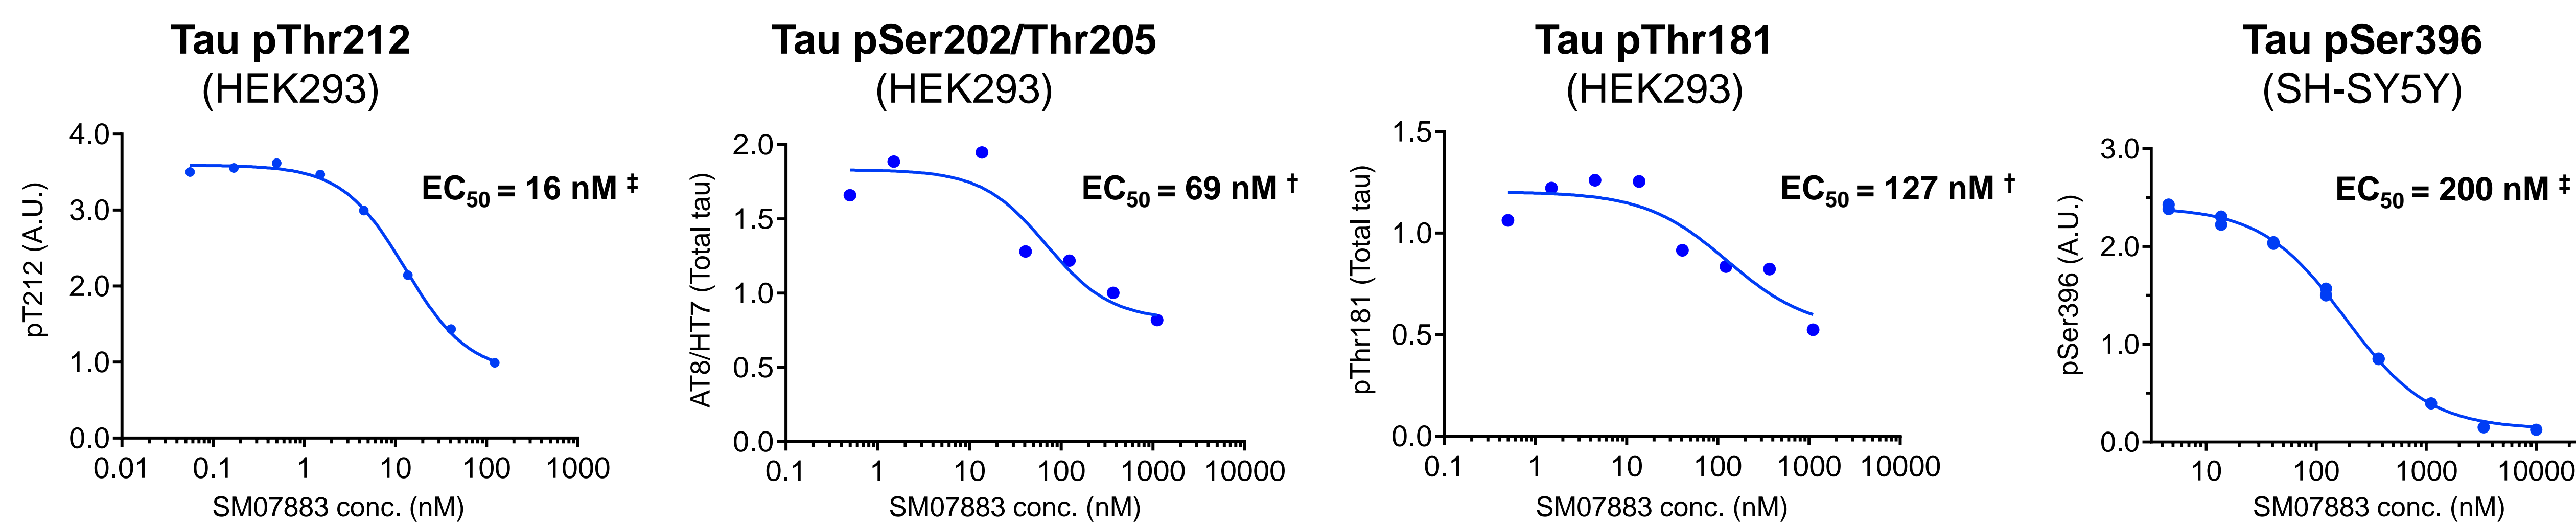 Tau pThr212
(HEK293)
pT212 (A.U.)
4.0
3.0
2.0
1.0
0.0
0.01 0.1 1 10 100 1000
SM07883 conc. (nM)
EC50 = 16 nM ‡
Tau pSer202/Thr205
(HEK293)
AT8/HT7 (Total tau)
2.0
1.5
1.0
0.5
0.0
0.1 1 10 100 1000 10000
SM07883 conc. (nM)
EC50 = 69 nM †
Tau pThr181
(HEK293)
pThr181 (Total tau)
1.5
1.0
0.5
0.0
0.1 1 10 100 1000 10000
SM07883 conc. (nM)
EC50 = 127 nM †
Tau pSer396
(SH-SY5Y)
pSer396 (A.U.)
3.0
2.0
1.0
0.0
10 100 1000 10000
SM07883 conc. (nM)
EC50 = 200 nM ‡